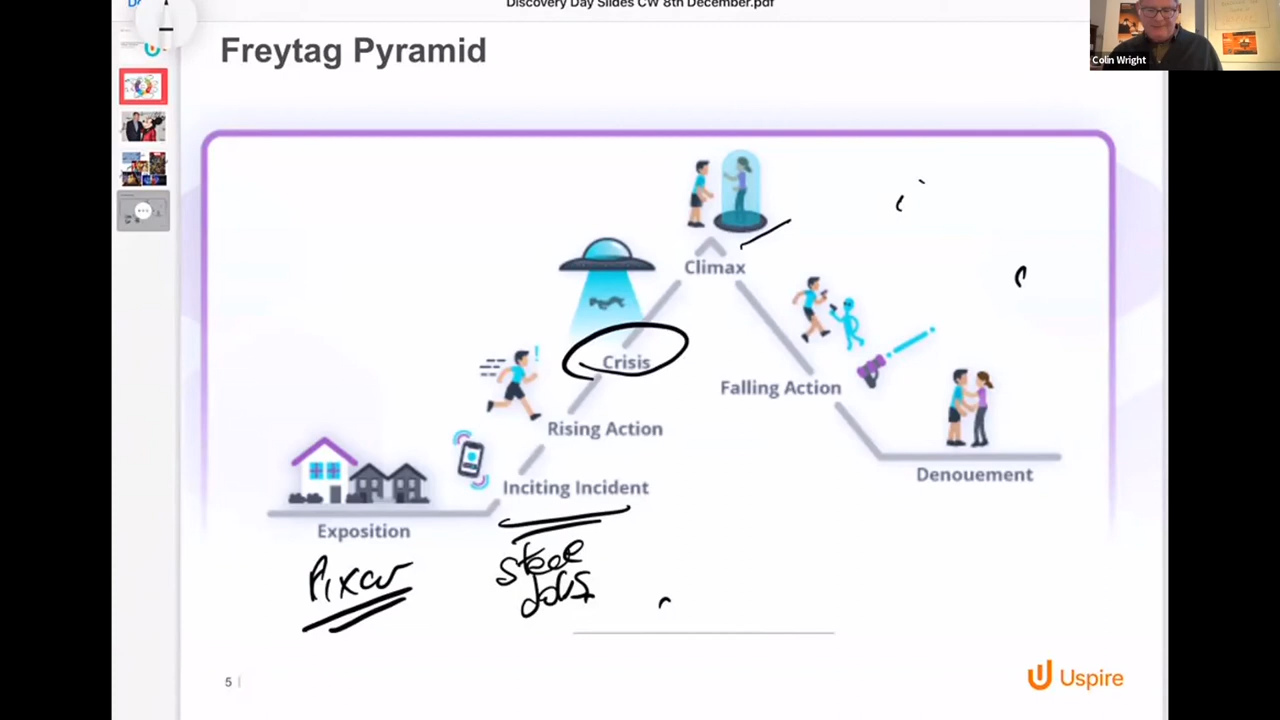 Discovery Day Slides CW 8th December.pdf
Colin Wright
Freytag Pyramid
Climax
Crisis
Falling Action
Rising Action
Denouement
Inciting Incident
Exposition
Pixar
Steve
Jobs
5
Uspire